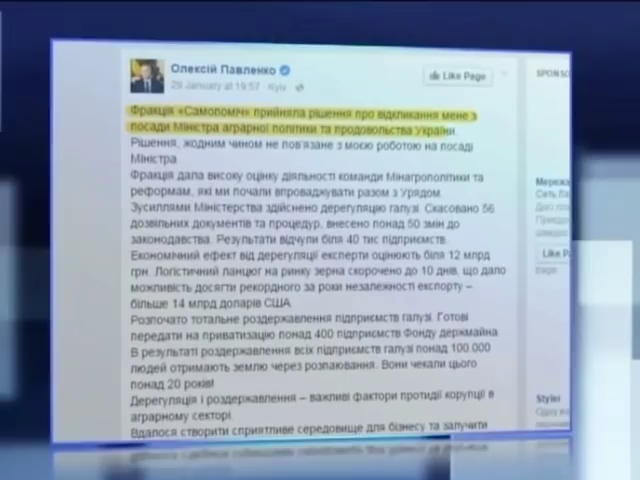 Олексій Павленко
29 January at 19:57 · Kyiv
Like Page
SPONSO
Фракція «Самопоміч» прийняла рішення про відкликання мене з
посади Міністра аграрної політики та продовольства України.
Рішення, жодним чином не пов'язане з моєю роботою на посаді
Міністра.
Фракція дала високу оцінку діяльності команди Мінагрополітики та
реформам, які ми почали впроваджувати разом з Урядом.
Зусиллями Міністерства здійснено дерегуляцію галузі. Скасовано 56
дозвільних документів та процедур, внесено понад 50 змін до
законодавства. Результати відчули біля 40 тис підприємств.
Економічний ефект від дерегуляції експерти оцінюють біля 12 млрд
грн. Логістичний ланцюг на ринку зерна скорочено до 10 днів, що дало
можливість досягти рекордного за роки незалежності експорту –
більше 14 млрд доларів США.
Розпочато тотальне роздержавлення підприємств галузі. Готові
передати на приватизацію понад 400 підприємств Фонду держмайна.
В результаті роздержавлення всіх підприємств галузі понад 100 000
людей отримають землю через розпаювання. Вони чекали цього
понад 20 років!
Дерегуляція і роздержавлення – важливі фактори протидії корупції в
аграрному секторі.
Вдалося створити сприятливе середовище для бізнесу та залучити
Мережа
Like P
page
Stylei
Одну в